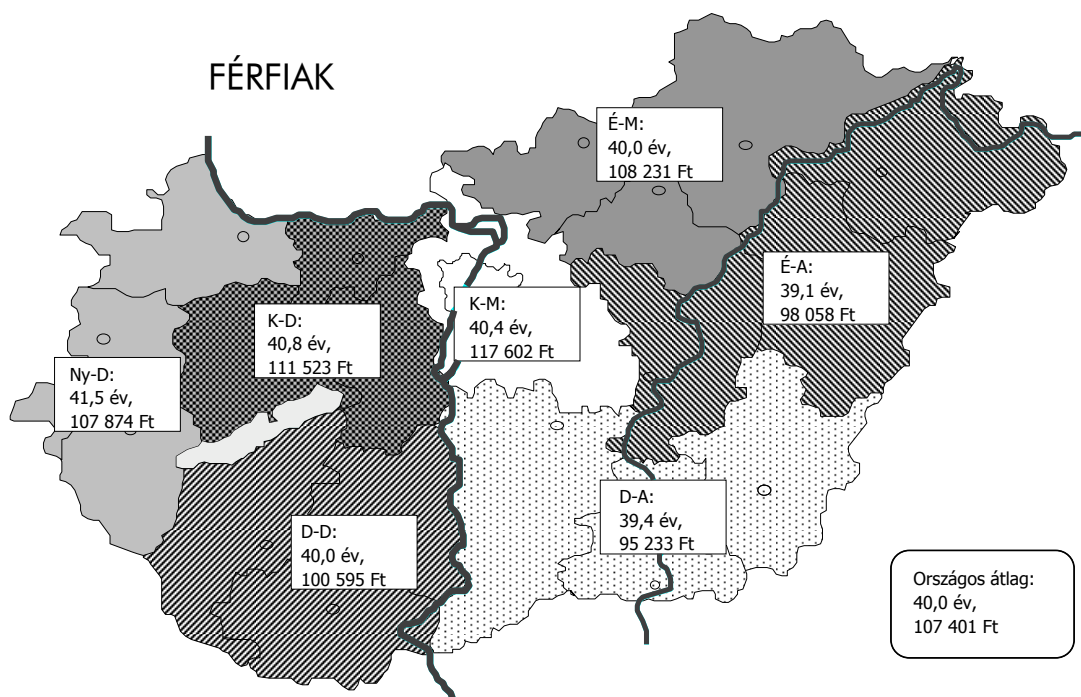 FÉRFIAK
É-M:
40,0 év,
108 231 Ft
É-A:
39,1 év,
98 058 Ft
K-M:
40,4 év,
117 602 Ft
K-D:
40,8 év,
111 523 Ft
Ny-D:
41,5 év,
107 874 Ft
D-A:
39,4 év,
95 233 Ft
D-D:
40,0 év,
100 595 Ft
Országos átlag:
40,0 év,
107 401 Ft